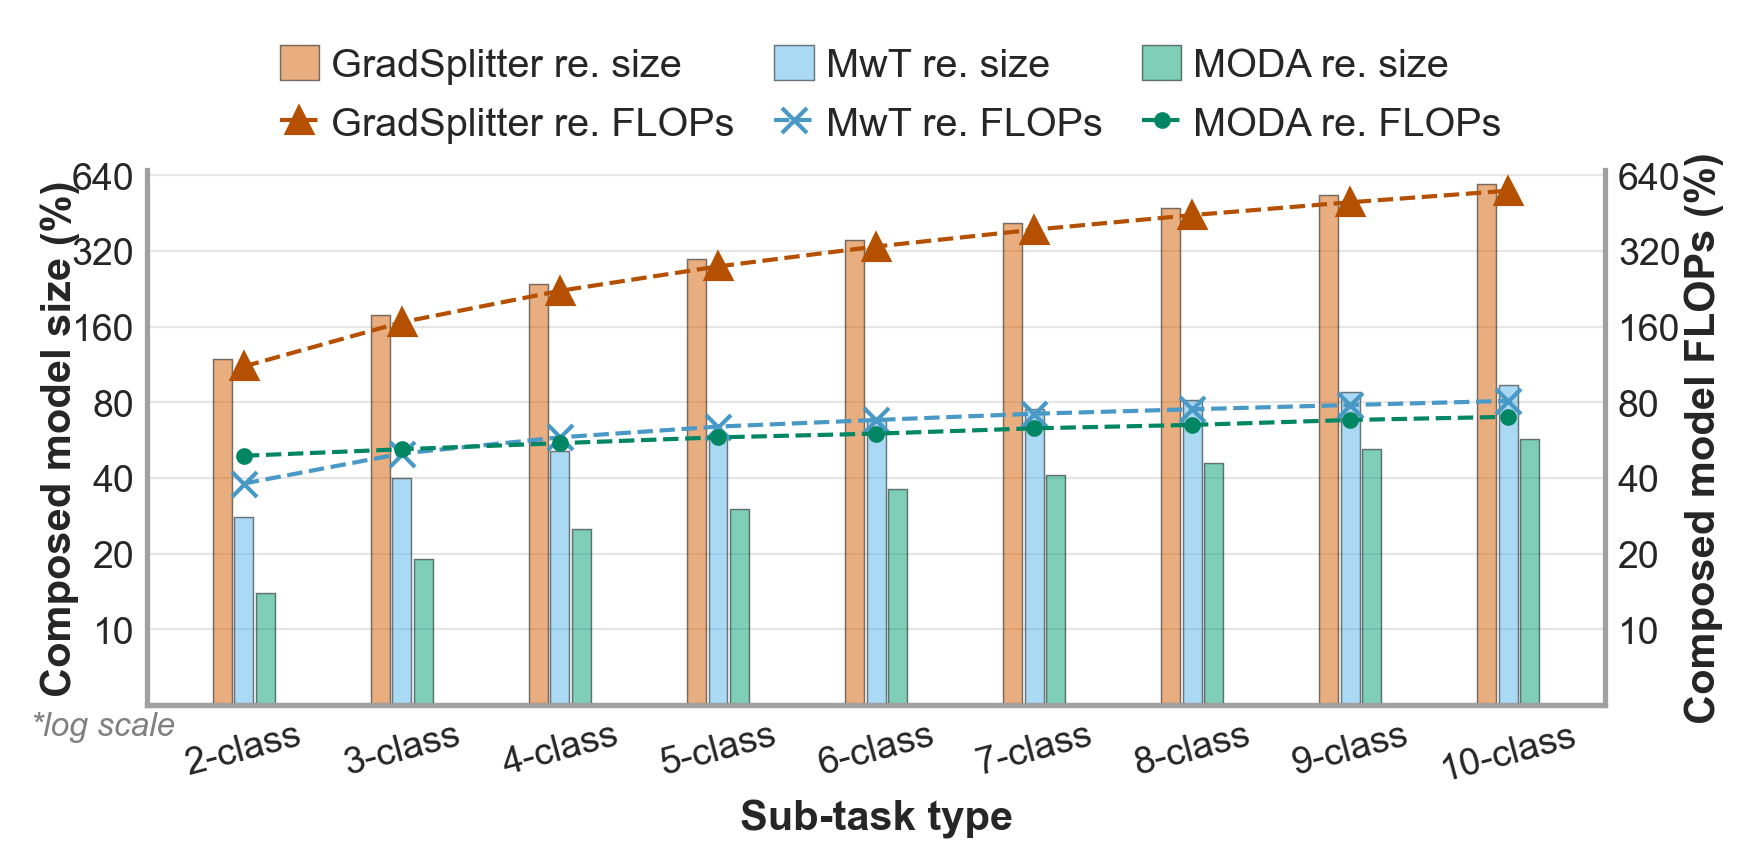 GradSplitter re. size MwT re. size MODA re. size
GradSplitter re. FLOPs MwT re. FLOPs MODA re. FLOPs
Composed model size (%)
640
320
160
80
40
20
10
640
320
160
80
40
20
10
Composed model FLOPs (%)
*log scale
2-class 3-class 4-class 5-class 6-class 7-class 8-class 9-class 10-class
Sub-task type